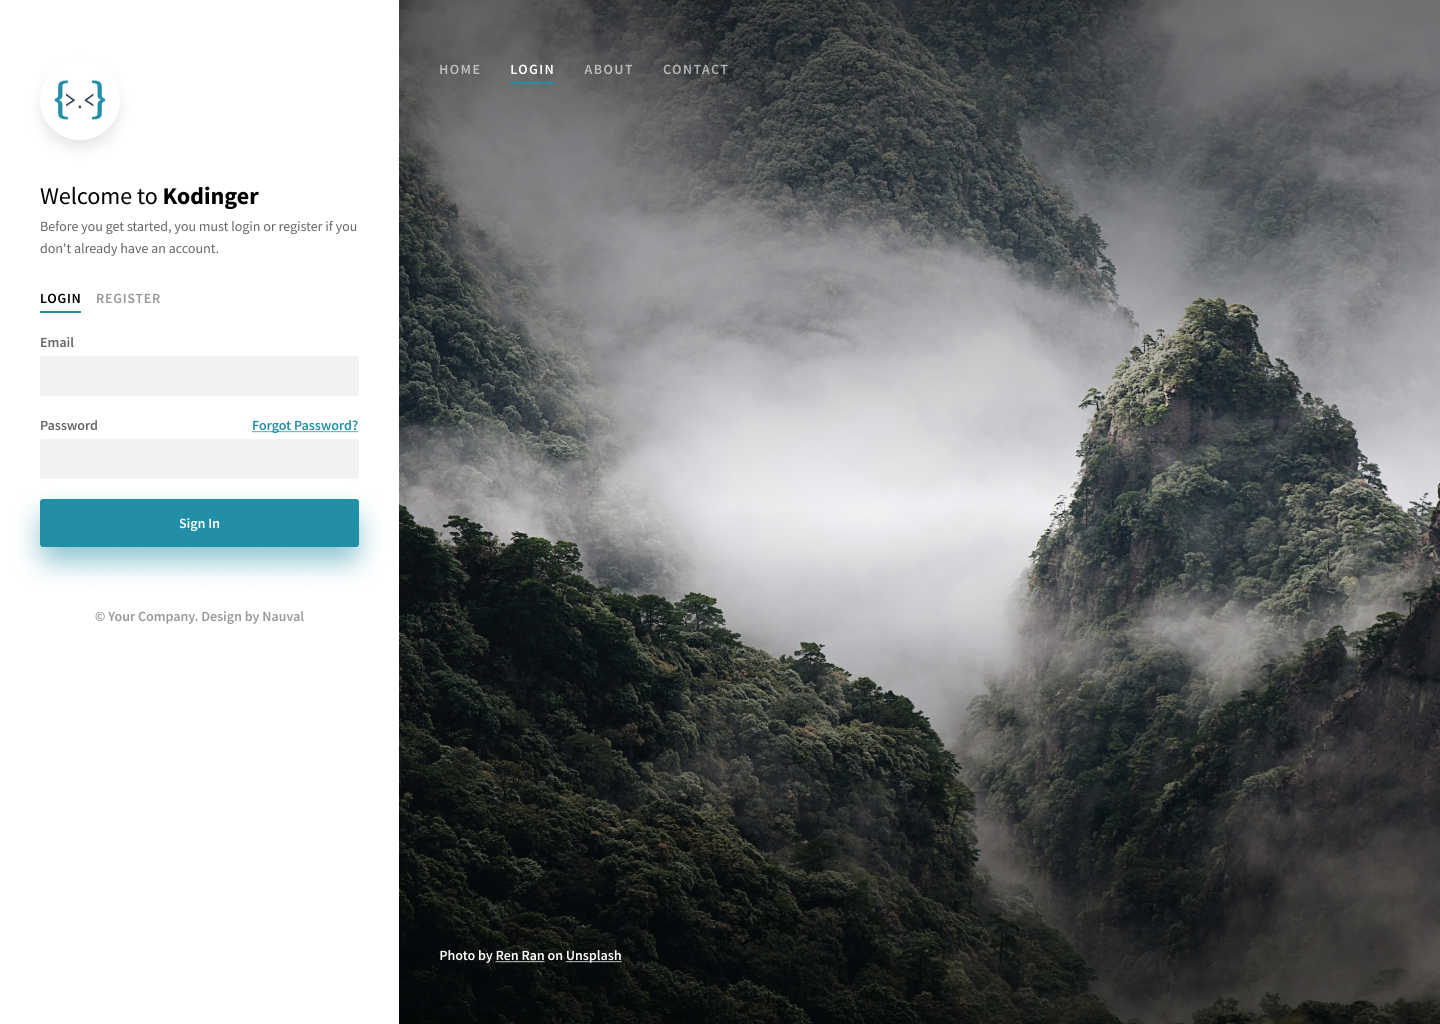 {>.<}
Welcome to Kodinger
Before you get started, you must login or register if you
don't already have an account.
LOGIN REGISTER
Email
Password Forgot Password?
Sign In
© Your Company. Design by Nauval
HOME LOGIN ABOUT CONTACT
Photo by Ren Ran on Unsplash